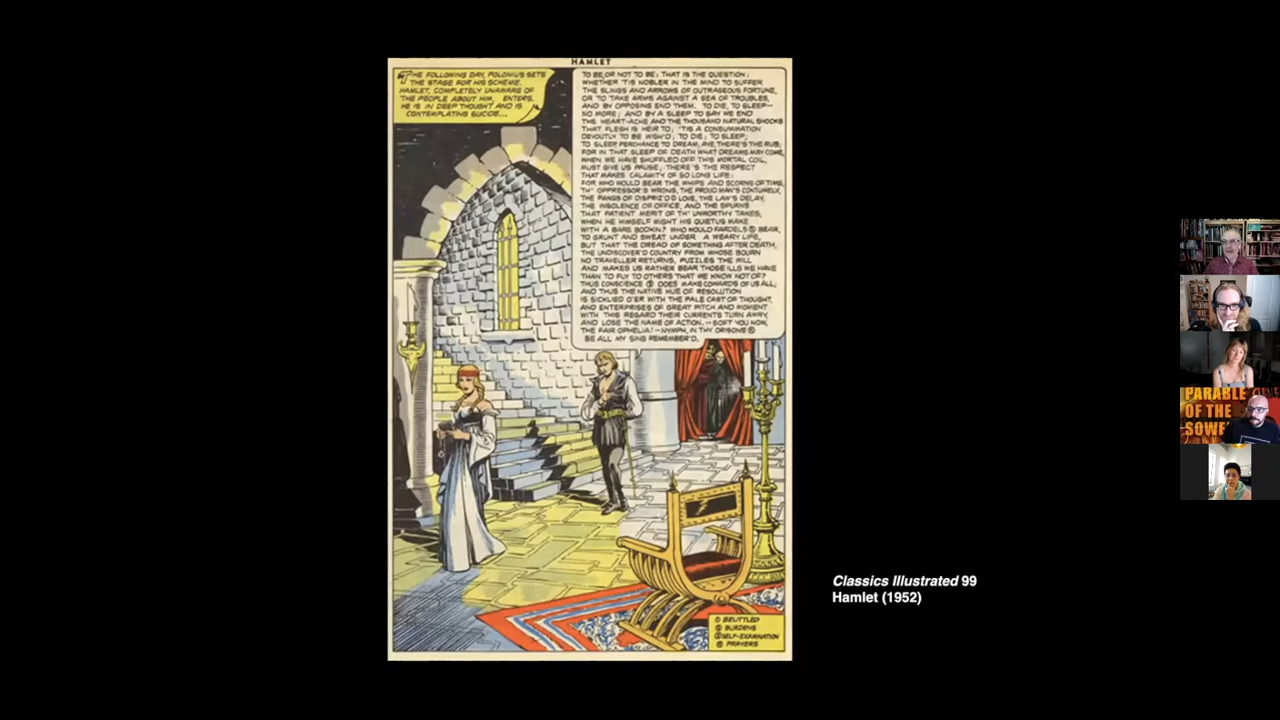 HAMLET
THE FOLLOWING DAY, POLONIUS SETS
THE STAGE FOR HIS SCHEME.
HAMLET, COMPLETELY UNAWARE OF
THE PEOPLE ABOUT HIM, ENTERS.
HE IS IN DEEP THOUGHT AND IS
CONTEMPLATING SUICIDE...
TO BE, OR NOT TO BE; THAT IS THE QUESTION:
WHETHER 'TIS NOBLER IN THE MIND TO SUFFER
THE SLINGS AND ARROWS OF OUTRAGEOUS FORTUNE,
OR TO TAKE ARMS AGAINST A SEA OF TROUBLES,
AND BY OPPOSING END THEM. TO DIE, TO SLEEP--
NO MORE; AND BY A SLEEP TO SAY WE END
THE HEART-ACHE AND THE THOUSAND NATURAL SHOCKS
THAT FLESH IS HEIR TO; 'TIS A CONSUMMATION
DEVOUTLY TO BE WISH'D; TO DIE; TO SLEEP;
TO SLEEP, PERCHANCE TO DREAM; AYE, THERE'S THE RUB;
FOR IN THAT SLEEP OF DEATH WHAT DREAMS MAY COME,
WHEN WE HAVE SHUFFLED OFF THIS MORTAL COIL,
MUST GIVE US PAUSE; THERE'S THE RESPECT
THAT MAKES CALAMITY OF SO LONG LIFE:
FOR WHO WOULD BEAR THE WHIPS AND SCORNS OF TIME,
TH' OPPRESSOR'S WRONG, THE PROUD MAN'S CONTUMELY,
THE PANGS OF DISPRIZ'D LOVE, THE LAW'S DELAY,
THE INSOLENCE OF OFFICE, AND THE SPURNS
THAT PATIENT MERIT OF TH' UNWORTHY TAKES,
WHEN HE HIMSELF MIGHT HIS QUIETUS MAKE
WITH A BARE BODKIN? WHO WOULD FARDELS ② BEAR,
TO GRUNT AND SWEAT UNDER A WEARY LIFE,
BUT THAT THE DREAD OF SOMETHING AFTER DEATH,
THE UNDISCOVER'D COUNTRY FROM WHOSE BOURN
NO TRAVELLER RETURNS, PUZZLES THE WILL
AND MAKES US RATHER BEAR THOSE ILLS WE HAVE
THAN TO FLY TO OTHERS THAT WE KNOW NOT OF?
THUS CONSCIENCE ③ DOES MAKE COWARDS OF US ALL;
AND THUS THE NATIVE HUE OF RESOLUTION
IS SICKLIED O'ER WITH THE PALE CAST OF THOUGHT,
AND ENTERPRISES OF GREAT PITCH AND MOMENT
WITH THIS REGARD THEIR CURRENTS TURN AWRY,
AND LOSE THE NAME OF ACTION.--SOFT YOU NOW,
THE FAIR OPHELIA!--NYMPH, IN THY ORISONS ④
BE ALL MY SINS REMEMBER'D.
① BELITTLED
② BURDENS
③ SELF-EXAMINATION
④ PRAYERS
Classics Illustrated 99
Hamlet (1952)
PARABLE
OF THE
SOWE